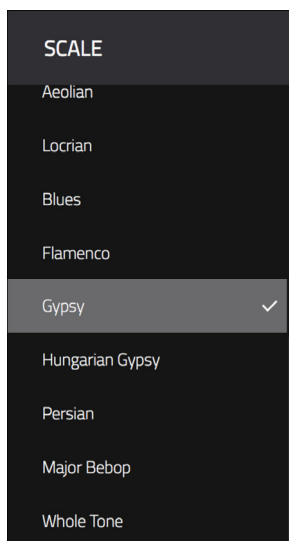 SCALE
Aeolian
Locrian
Blues
Flamenco
Gypsy
Hungarian Gypsy
Persian
Major Bebop
Whole Tone